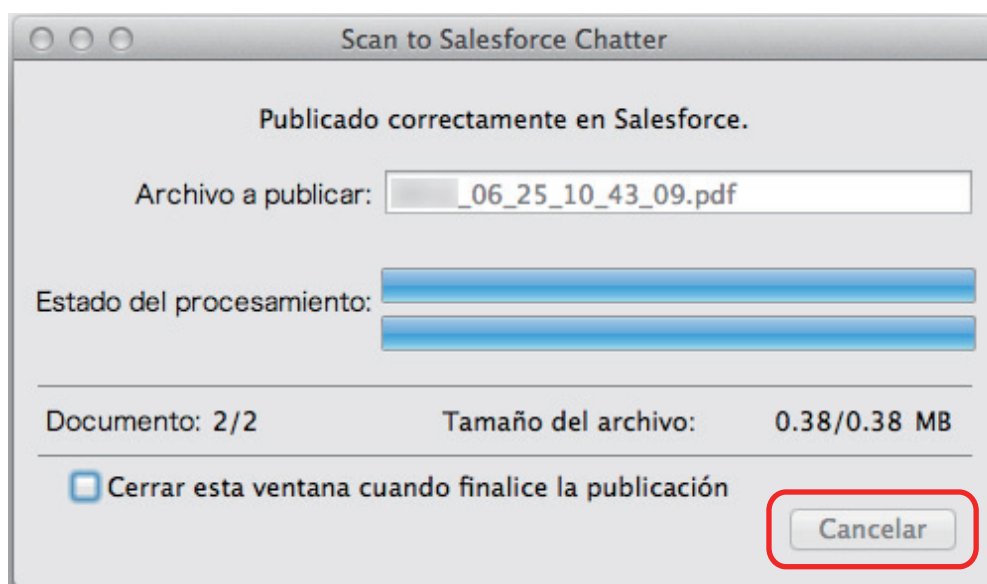 Scan to Salesforce Chatter
Publicado correctamente en Salesforce.
Archivo a publicar: _06_25_10_43_09.pdf
Estado del procesamiento:
Documento: 2/2 Tamaño del archivo: 0.38/0.38 MB
Cerrar esta ventana cuando finalice la publicación
Cancelar